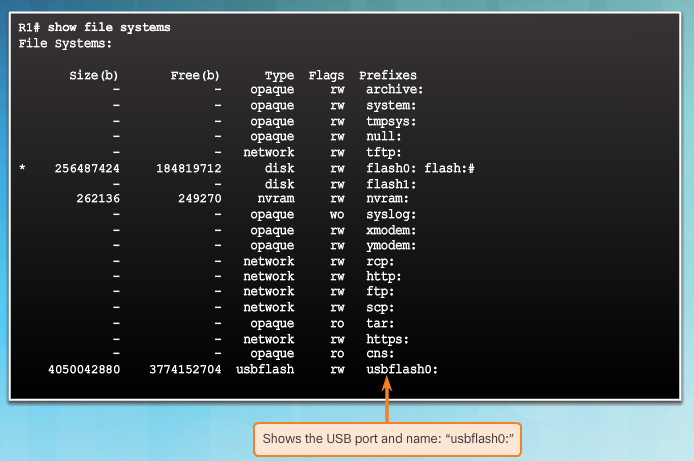 R1# show file systems
File Systems:
Size(b) Free(b) Type Flags Prefixes
- - opaque rw archive:
- - opaque rw system:
- - opaque rw tmpsys:
- - opaque rw null:
- - network rw tftp:
* 256487424 184819712 disk rw flash0: flash:#
- - disk rw flash1:
262136 249270 nvram rw nvram:
- - opaque wo syslog:
- - opaque rw xmodem:
- - opaque rw ymodem:
- - network rw rcp:
- - network rw http:
- - network rw ftp:
- - network rw scp:
- - opaque ro tar:
- - network rw https:
- - opaque ro cns:
4050042880 3774152704 usbflash rw usbflash0:
Shows the USB port and name: “usbflash0:”